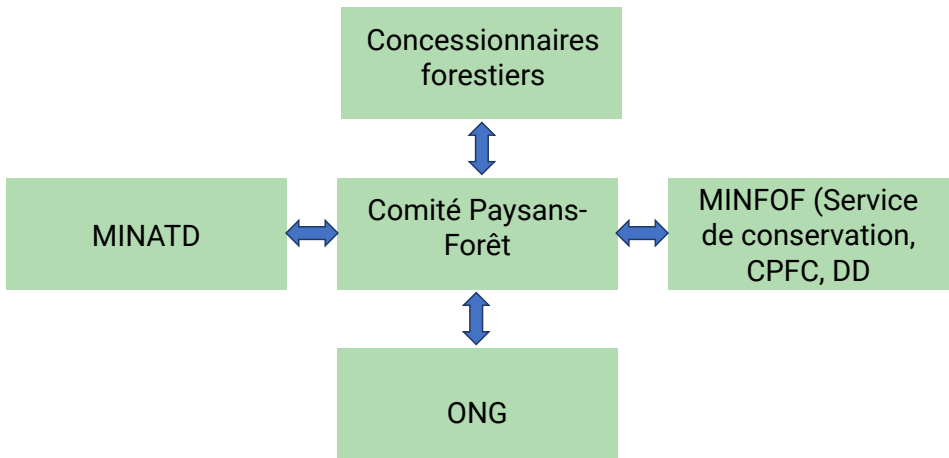 Concessionnaires
forestiers
MINATD
Comité Paysans-
Forêt
MINFOF (Service
de conservation,
CPFC, DD
ONG